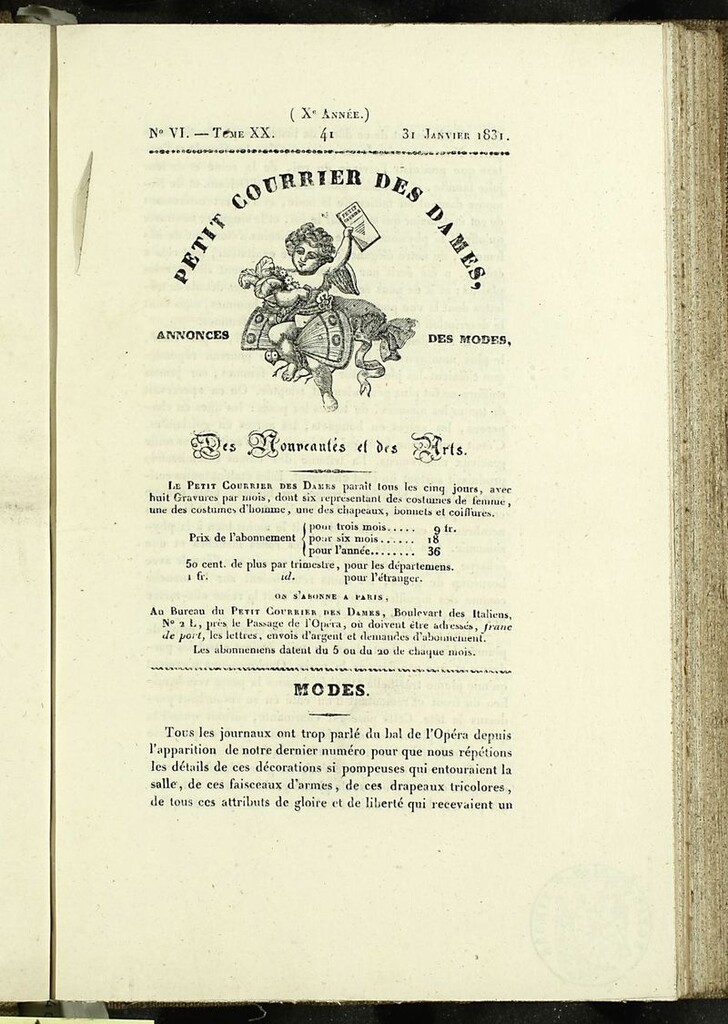 ( Xᵉ Année.)
Nº VI. — Tome XX. 41 31 Janvier 1831.
PETIT COURRIER DES DAMES,
PETIT COURRIER
ANNONCES DES MODES,
Des Nouveautés et des Arts.
Le Petit Courrier des Dames paraît tous les cinq jours, avec
huit Gravures par mois, dont six représentant des costumes de femme,
une des costumes d'homme, une des chapeaux, bonnets et coiffures.
Prix de l'abonnement { pour trois mois..... 9 fr.
pour six mois...... 18
pour l'année........ 36
50 cent. de plus par trimestre, pour les départemens.
1 fr. id. pour l'étranger.
ON S'ABONNE A PARIS,
Au Bureau du Petit Courrier des Dames, Boulevart des Italiens,
Nº 2 L, près le Passage de l'Opéra, où doivent être adressés, franc
de port, les lettres, envois d'argent et demandes d'abonnement.
Les abonnemens datent du 5 ou du 20 de chaque mois.
MODES.
Tous les journaux ont trop parlé du bal de l'Opéra depuis
l'apparition de notre dernier numéro pour que nous répétions
les détails de ces décorations si pompeuses qui entouraient la
salle, de ces faisceaux d'armes, de ces drapeaux tricolores,
de tous ces attributs de gloire et de liberté qui recevaient un